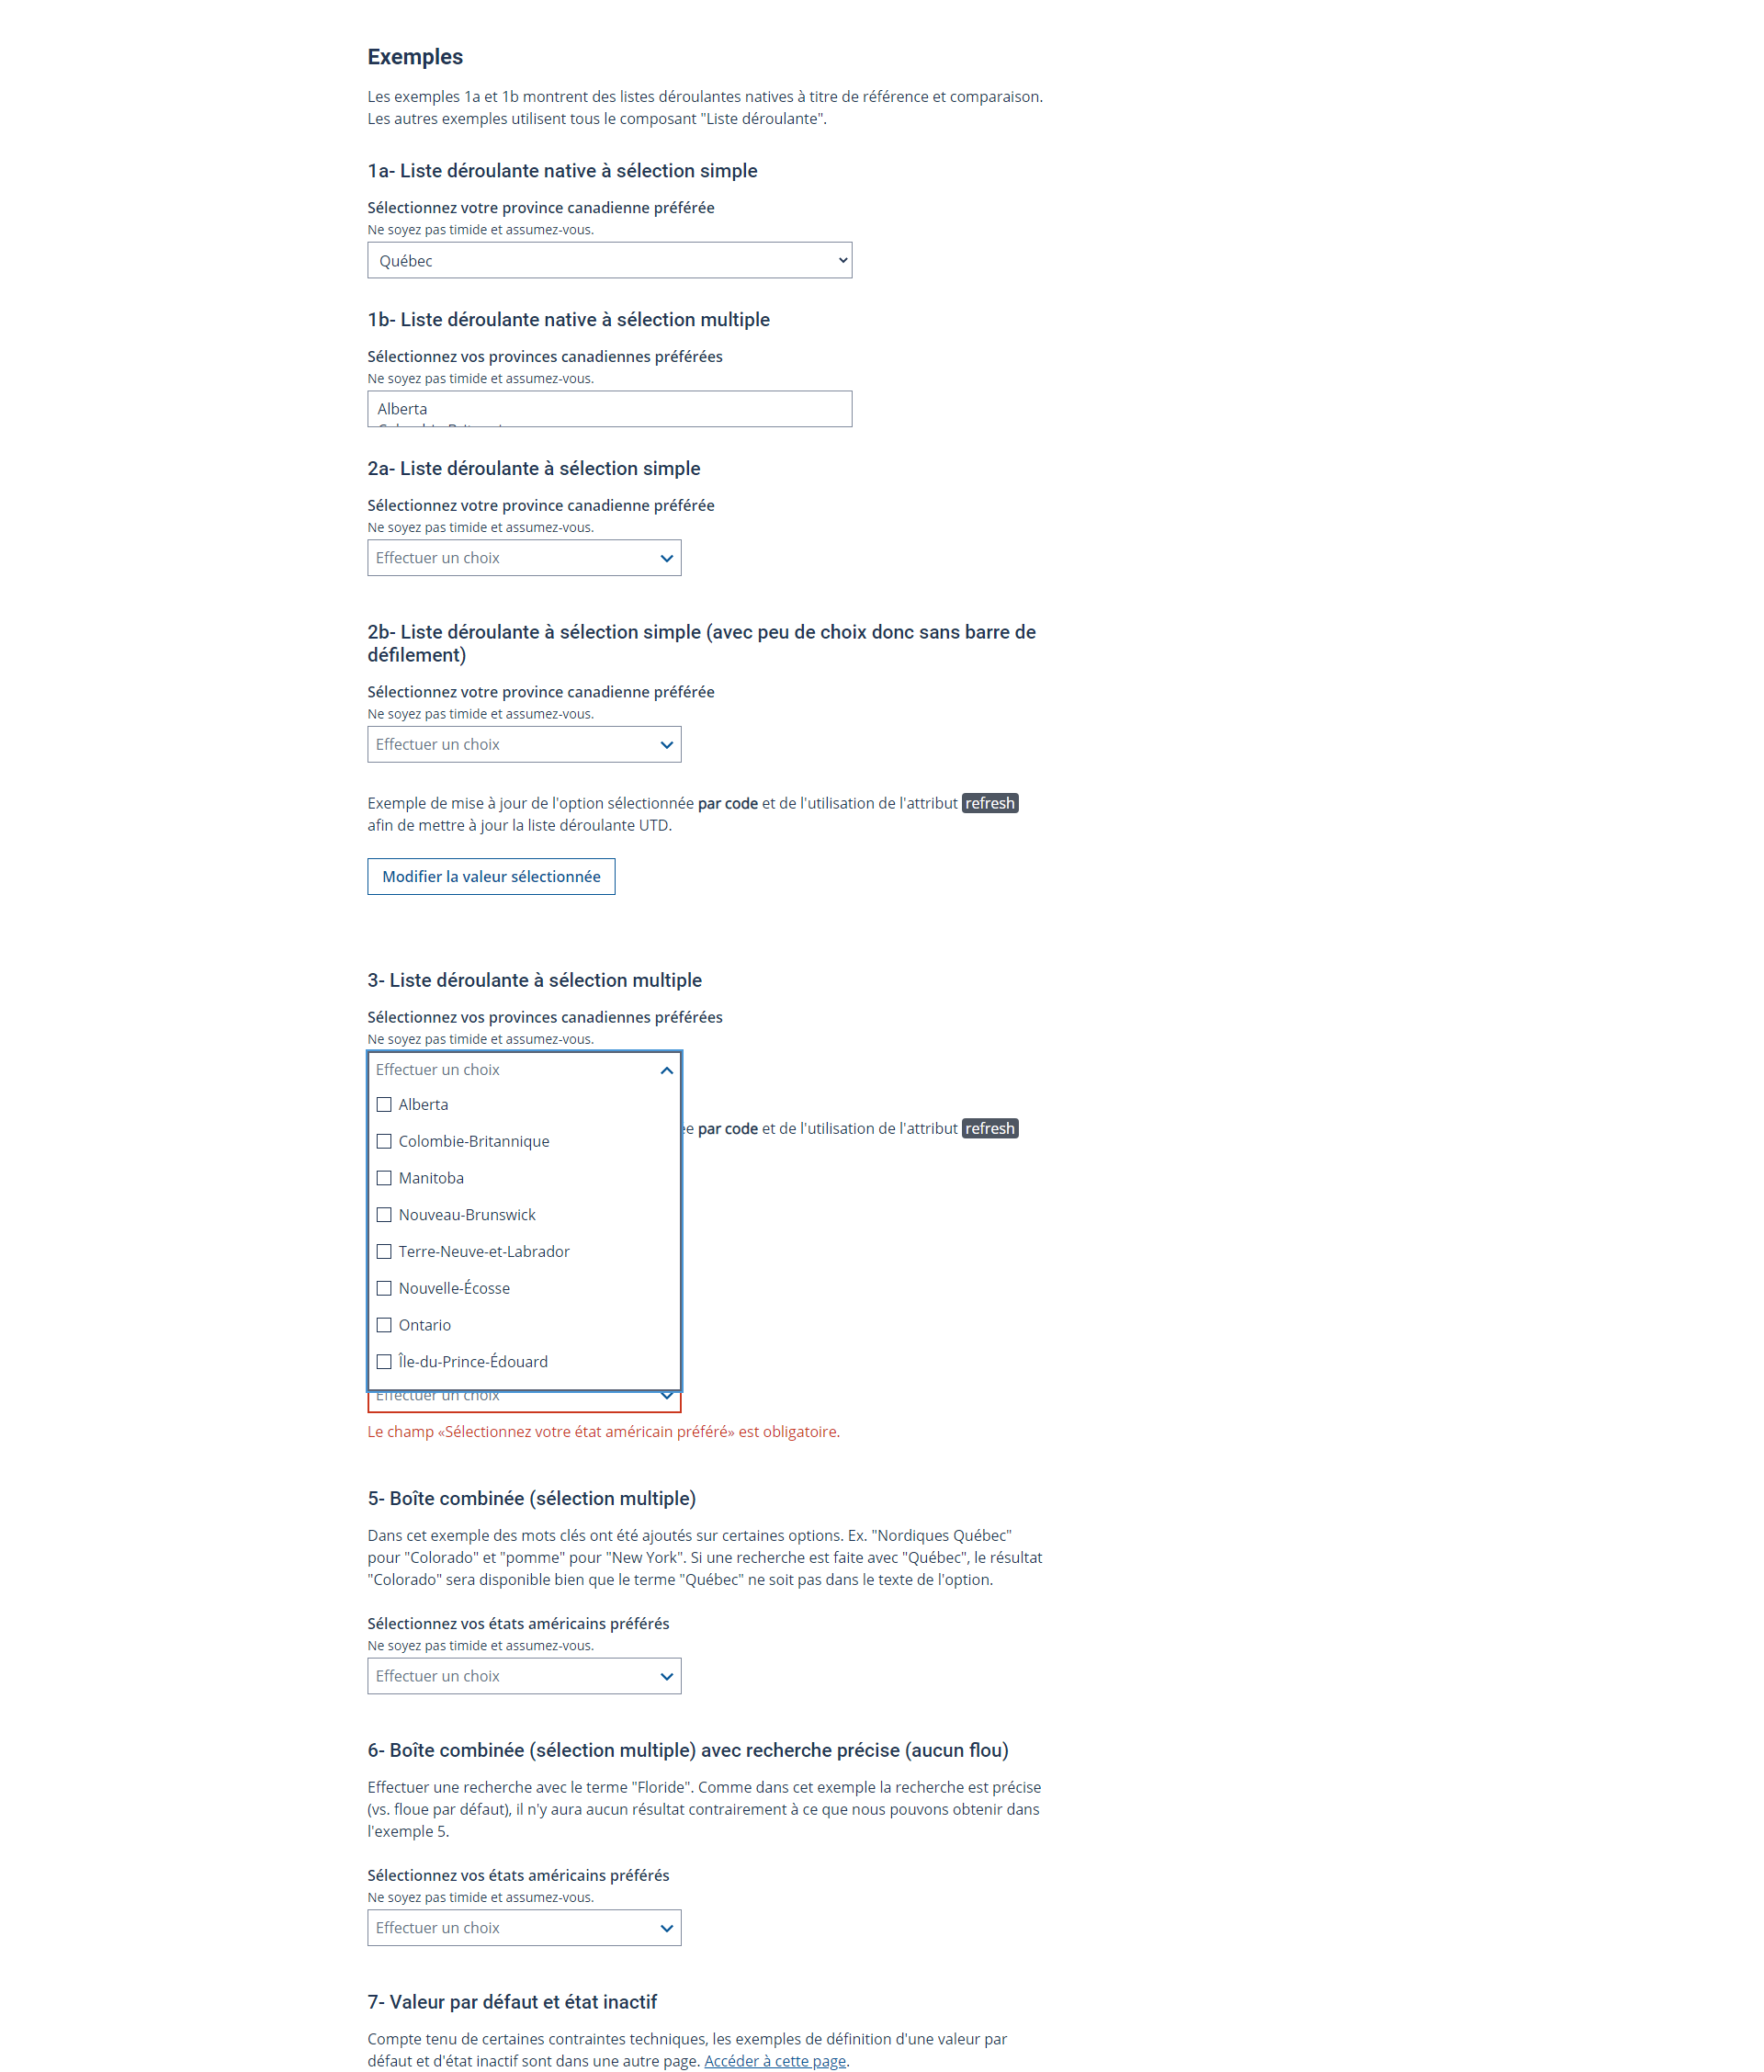 Exemples
Les exemples 1a et 1b montrent des listes déroulantes natives à titre de référence et comparaison.
Les autres exemples utilisent tous le composant "Liste déroulante".
1a- Liste déroulante native à sélection simple
Sélectionnez votre province canadienne préférée
Ne soyez pas timide et assumez-vous.
Québec
1b- Liste déroulante native à sélection multiple
Sélectionnez vos provinces canadiennes préférées
Ne soyez pas timide et assumez-vous.
Alberta
2a- Liste déroulante à sélection simple
Sélectionnez votre province canadienne préférée
Ne soyez pas timide et assumez-vous.
Effectuer un choix
2b- Liste déroulante à sélection simple (avec peu de choix donc sans barre de
défilement)
Sélectionnez votre province canadienne préférée
Ne soyez pas timide et assumez-vous.
Effectuer un choix
Exemple de mise à jour de l'option sélectionnée par code et de l'utilisation de l'attribut refresh
afin de mettre à jour la liste déroulante UTD.
Modifier la valeur sélectionnée
3- Liste déroulante à sélection multiple
Sélectionnez vos provinces canadiennes préférées
Ne soyez pas timide et assumez-vous.
Effectuer un choix
Alberta
par code et de l'utilisation de l'attribut refresh
Colombie-Britannique
Manitoba
Nouveau-Brunswick
Terre-Neuve-et-Labrador
Nouvelle-Écosse
Ontario
Île-du-Prince-Édouard
Effectuer un choix
Le champ «Sélectionnez votre état américain préféré» est obligatoire.
5- Boîte combinée (sélection multiple)
Dans cet exemple des mots clés ont été ajoutés sur certaines options. Ex. "Nordiques Québec"
pour "Colorado" et "pomme" pour "New York". Si une recherche est faite avec "Québec", le résultat
"Colorado" sera disponible bien que le terme "Québec" ne soit pas dans le texte de l'option.
Sélectionnez vos états américains préférés
Ne soyez pas timide et assumez-vous.
Effectuer un choix
6- Boîte combinée (sélection multiple) avec recherche précise (aucun flou)
Effectuer une recherche avec le terme "Floride". Comme dans cet exemple la recherche est précise
(vs. floue par défaut), il n'y aura aucun résultat contrairement à ce que nous pouvons obtenir dans
l'exemple 5.
Sélectionnez vos états américains préférés
Ne soyez pas timide et assumez-vous.
Effectuer un choix
7- Valeur par défaut et état inactif
Compte tenu de certaines contraintes techniques, les exemples de définition d'une valeur par
défaut et d'état inactif sont dans une autre page. Accéder à cette page.